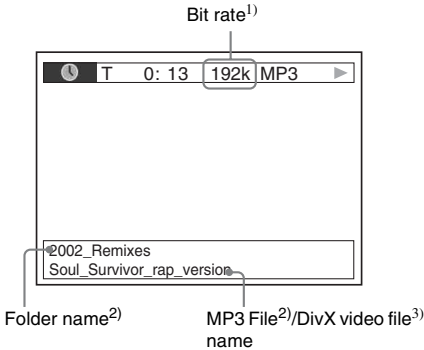 Bit rate1)
T 0: 13 192k MP3
2002_Remixes
Soul_Survivor_rap_version
Folder name2)
MP3 File2)/DivX video file3)
name